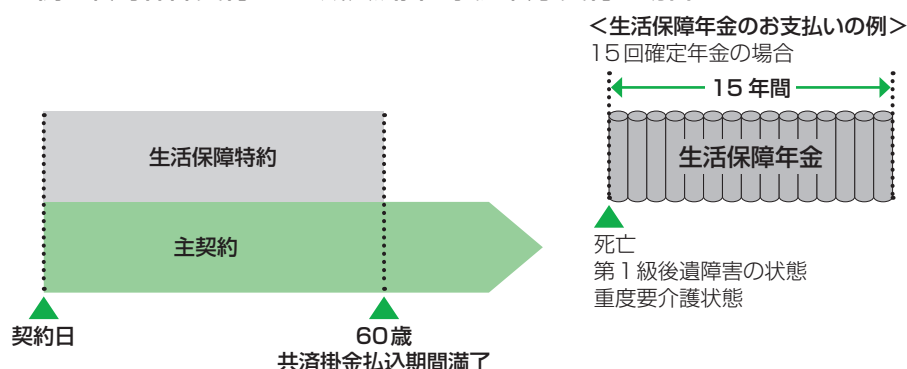 <生活保障年金のお支払いの例>
15回確定年金の場合
15年間
生活保障年金
死亡
第1級後遺障害の状態
重度要介護状態
生活保障特約
主契約
契約日
60歳
共済掛金払込期間満了